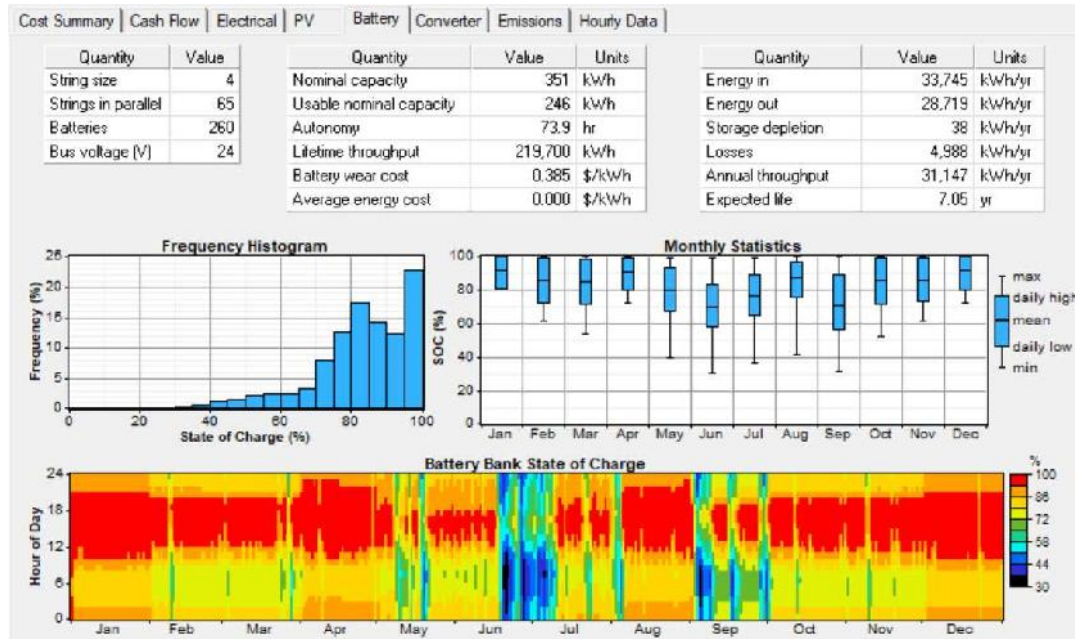 Cost Summary Cash Flow Electrical PV Battery Converter Emissions Hourly Data
Quantity Value
String size 4
Strings in parallel 65
Batteries 260
Bus voltage (V) 24
Quantity Value Units
Nominal capacity 351 kWh
Usable nominal capacity 246 kWh
Autonomy 73.9 hr
Lifetime throughput 219,700 kWh
Battery wear cost 0.385 $/kWh
Average energy cost 0.000 $/kWh
Quantity Value Units
Energy in 33,745 kWh/yr
Energy out 28,719 kWh/yr
Storage depletion 38 kWh/yr
Losses 4,988 kWh/yr
Annual throughput 31,147 kWh/yr
Expected life 7.05 yr
Frequency Histogram
Frequency (%)
25
20
15
10
5
0
0 20 40 60 80 100
State of Charge (%)
Monthly Statistics
SOC (%)
100
80
60
40
20
0
Jan Feb Mar Apr May Jun Jul Aug Sep Oct Nov Dec
max
daily high
mean
daily low
min
Battery Bank State of Charge
Hour of Day
24
18
12
6
0
Jan Feb Mar Apr May Jun Jul Aug Sep Oct Nov Dec
%
100
86
72
58
44
30